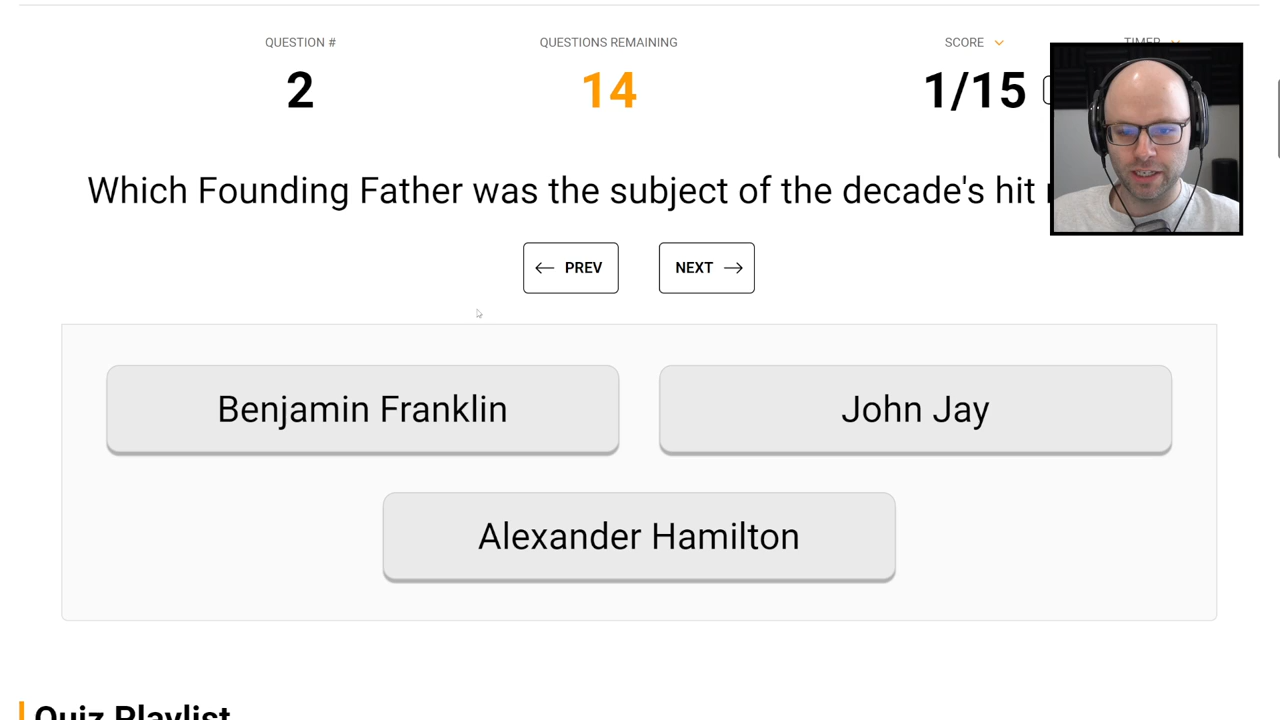 QUESTION #
QUESTIONS REMAINING
SCORE
TIMER
2
14
1/15
Which Founding Father was the subject of the decade's hit
← PREV
NEXT →
Benjamin Franklin
John Jay
Alexander Hamilton
Quiz Playlist